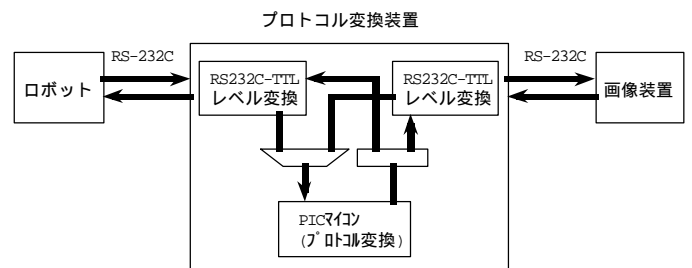 プロトコル変換装置
RS-232C
RS-232C
ロボット
RS232C-TTL
レベル変換
RS232C-TTL
レベル変換
画像装置
PICマイコン
(プロトコル変換)